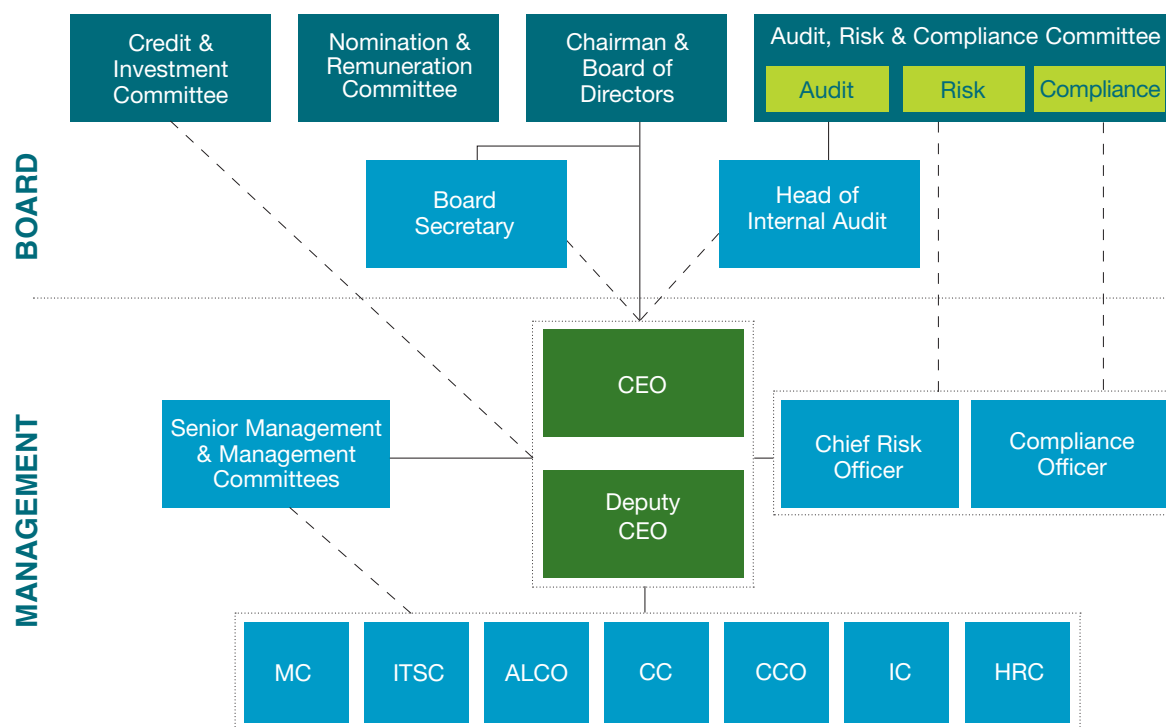 Credit &
Investment
Committee
Nomination &
Remuneration
Committee
Chairman &
Board of
Directors
Audit, Risk & Compliance Committee
Audit
Risk
Compliance
BOARD
Board
Secretary
Head of
Internal Audit
MANAGEMENT
CEO
Senior Management
& Management
Committees
Chief Risk
Officer
Compliance
Officer
Deputy
CEO
MC
ITSC
ALCO
CC
CCO
IC
HRC